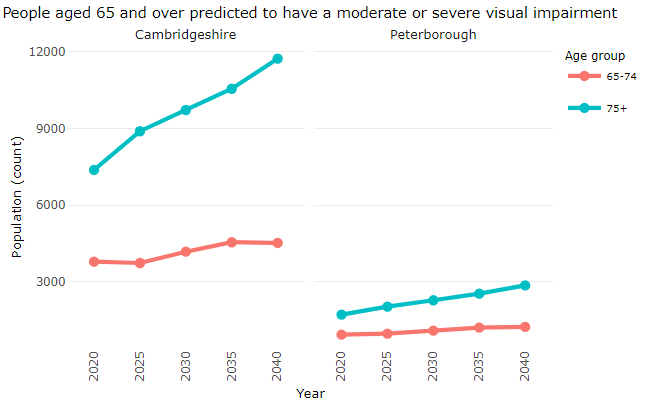 People aged 65 and over predicted to have a moderate or severe visual impairment
Cambridgeshire
Peterborough
Age group
65-74
75+
Population (count)
12000
9000
6000
3000
2020
2025
2030
2035
2040
2020
2025
2030
2035
2040
Year